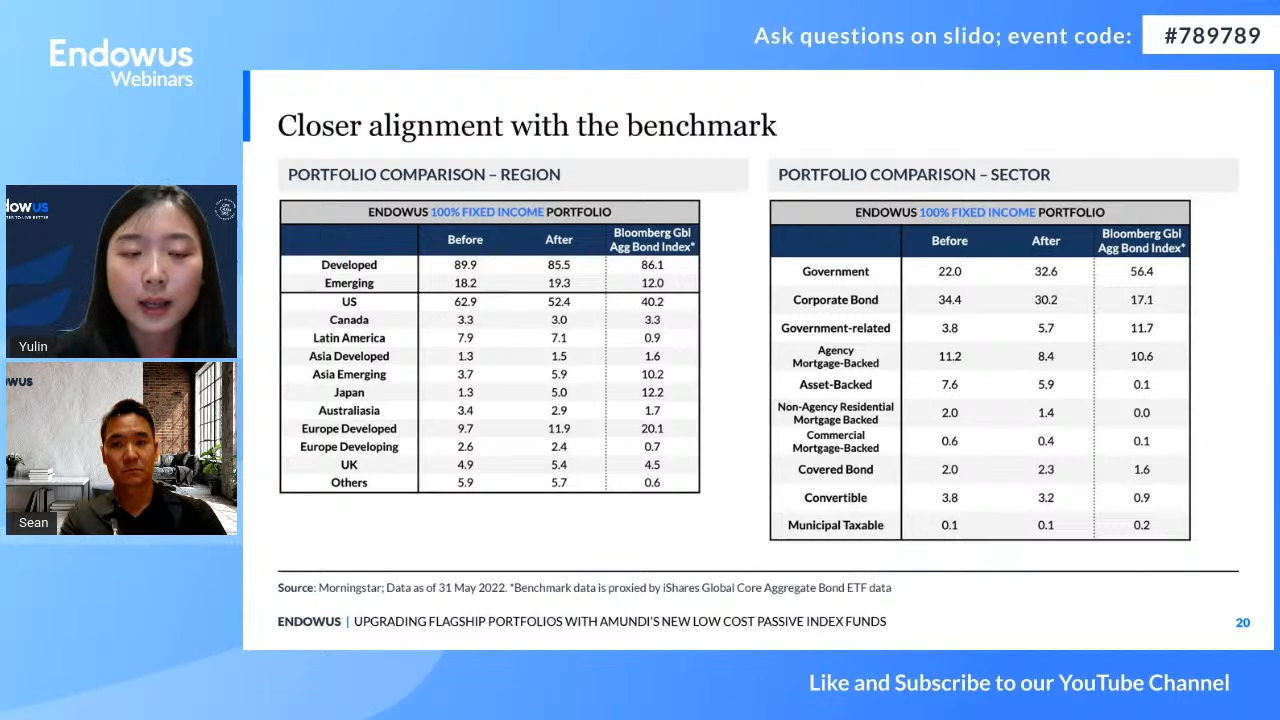 Endowus
Webinars
Ask questions on slido; event code:
#789789
Closer alignment with the benchmark
PORTFOLIO COMPARISON – REGION
ENDOWUS 100% FIXED INCOME PORTFOLIO
Before After Bloomberg Gbl Agg Bond Index*
Developed 89.9 85.5 86.1
Emerging 18.2 19.3 12.0
US 62.9 52.4 40.2
Canada 3.3 3.0 3.3
Latin America 7.9 7.1 0.9
Asia Developed 1.3 1.5 1.6
Asia Emerging 3.7 5.9 10.2
Japan 1.3 5.0 12.2
Australiasia 3.4 2.9 1.7
Europe Developed 9.7 11.9 20.1
Europe Developing 2.6 2.4 0.7
UK 4.9 5.4 4.5
Others 5.9 5.7 0.6
PORTFOLIO COMPARISON – SECTOR
ENDOWUS 100% FIXED INCOME PORTFOLIO
Before After Bloomberg Gbl Agg Bond Index*
Government 22.0 32.6 56.4
Corporate Bond 34.4 30.2 17.1
Government-related 3.8 5.7 11.7
Agency Mortgage-Backed 11.2 8.4 10.6
Asset-Backed 7.6 5.9 0.1
Non-Agency Residential Mortgage Backed 2.0 1.4 0.0
Commercial Mortgage-Backed 0.6 0.4 0.1
Covered Bond 2.0 2.3 1.6
Convertible 3.8 3.2 0.9
Municipal Taxable 0.1 0.1 0.2
Source: Morningstar; Data as of 31 May 2022. *Benchmark data is proxied by iShares Global Core Aggregate Bond ETF data
ENDOWUS | UPGRADING FLAGSHIP PORTFOLIOS WITH AMUNDI'S NEW LOW COST PASSIVE INDEX FUNDS
20
dowus
Yulin
owus
Sean
Like and Subscribe to our YouTube Channel